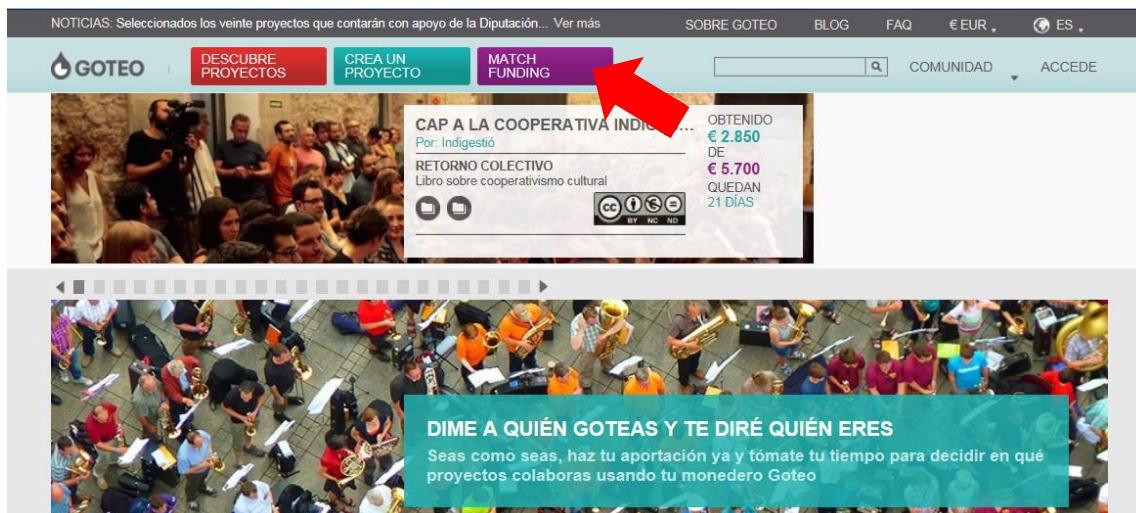 NOTICIAS: Seleccionados los veinte proyectos que contarán con apoyo de la Diputación... Ver más
SOBRE GOTEO BLOG FAQ € EUR ES
GOTEO
DESCUBRE
PROYECTOS
CREA UN
PROYECTO
MATCH
FUNDING
COMUNIDAD
ACCEDE
CAP A LA COOPERATIVA ...
Por: Indigestió
RETORNO COLECTIVO
Libro sobre cooperativismo cultural
cc
BY NC ND
OBTENIDO
€ 2.850
DE
€ 5.700
QUEDAN
21 DÍAS
DIME A QUIÉN GOTEAS Y TE DIRÉ QUIÉN ERES
Seas como seas, haz tu aportación ya y tómate tu tiempo para decidir en qué
proyectos colaboras usando tu monedero Goteo